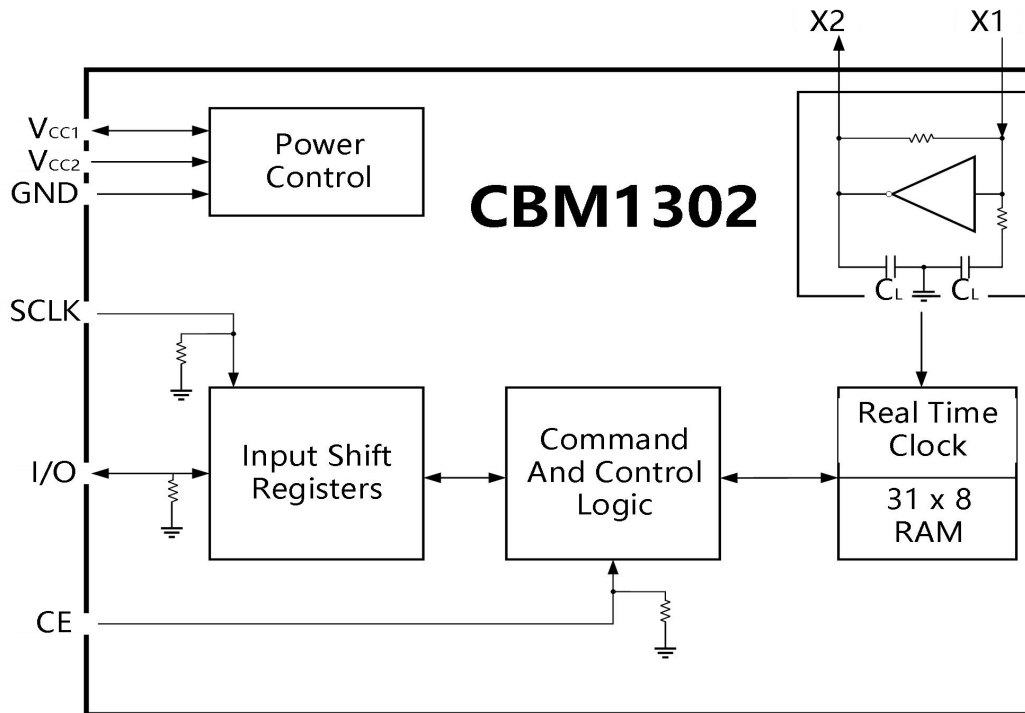 X2
X1
VCC1
VCC2
GND
Power
Control
CBM1302
CL
CL
SCLK
I/O
Input Shift
Registers
Command
And Control
Logic
Real Time
Clock
31 x 8
RAM
CE